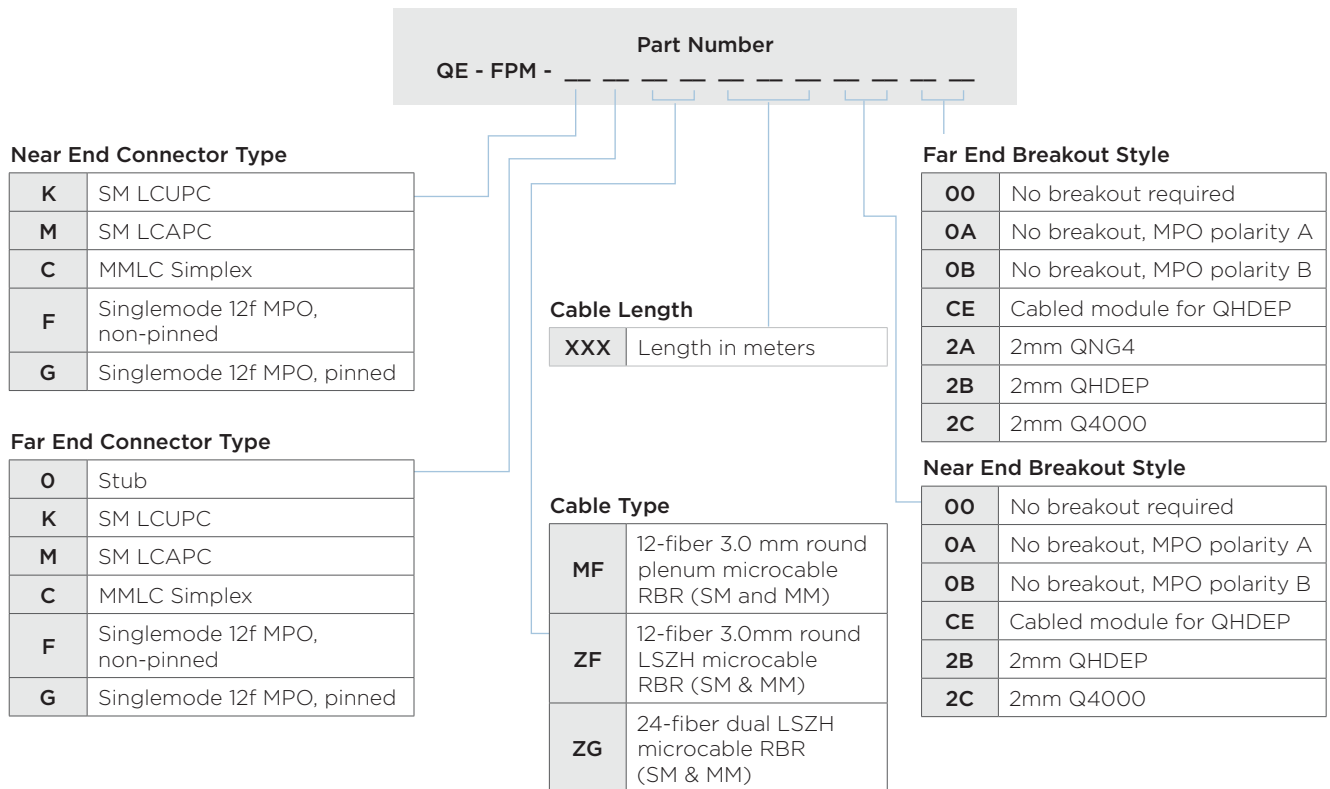 Part Number
QE - FPM - __ __ __ __ __ __ __ __ __ __ __
Near End Connector Type
K SM LCUPC
M SM LCAPC
C MMLC Simplex
F Singlemode 12f MPO,
non-pinned
G Singlemode 12f MPO, pinned
Far End Connector Type
0 Stub
K SM LCUPC
M SM LCAPC
C MMLC Simplex
F Singlemode 12f MPO,
non-pinned
G Singlemode 12f MPO, pinned
Cable Length
XXX Length in meters
Cable Type
MF 12-fiber 3.0 mm round
plenum microcable
RBR (SM and MM)
ZF 12-fiber 3.0mm round
LSZH microcable
RBR (SM & MM)
ZG 24-fiber dual LSZH
microcable RBR
(SM & MM)
Far End Breakout Style
00 No breakout required
0A No breakout, MPO polarity A
0B No breakout, MPO polarity B
CE Cabled module for QHDEP
2A 2mm QNG4
2B 2mm QHDEP
2C 2mm Q4000
Near End Breakout Style
00 No breakout required
0A No breakout, MPO polarity A
0B No breakout, MPO polarity B
CE Cabled module for QHDEP
2B 2mm QHDEP
2C 2mm Q4000